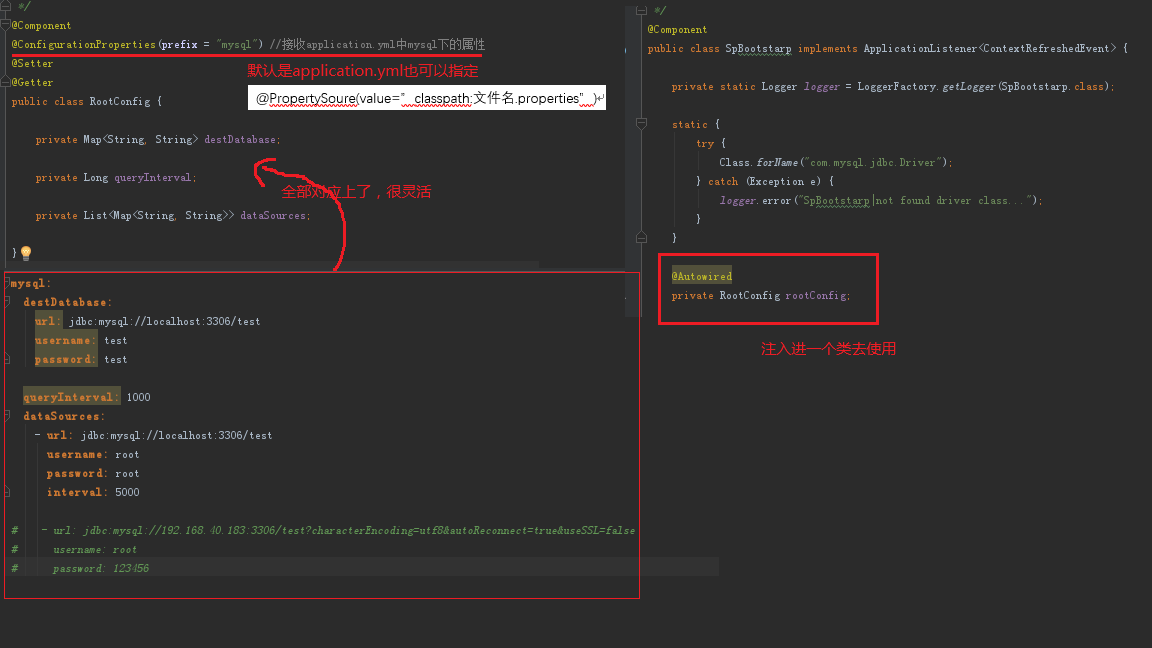 */
@Component
@ConfigurationProperties(prefix = "mysql") //接收application.yml中mysql下的属性
@Setter
@Getter
默认是application.yml也可以指定
@PropertySoure(value=” classpath:文件名.properties” )
public class RootConfig {
private Map<String, String> destDatabase;
private Long queryInterval;
全部对应上了，很灵活
private List<Map<String, String>> dataSources;
}
mysql:
destDatabase:
url: jdbc:mysql://localhost:3306/test
username: test
password: test
queryInterval: 1000
dataSources:
- url: jdbc:mysql://localhost:3306/test
username: root
password: root
interval: 5000
# - url: jdbc:mysql://192.168.40.183:3306/test?characterEncoding=utf8&autoReconnect=true&useSSL=false
# username: root
# password: 123456
*/
@Component
public class SpBootstarp implements ApplicationListener<ContextRefreshedEvent> {
private static Logger logger = LoggerFactory.getLogger(SpBootstarp.class);
static {
try {
Class.forName("com.mysql.jdbc.Driver");
} catch (Exception e) {
logger.error("SpBootstarp not found driver class...");
}
}
@Autowired
private RootConfig rootConfig;
注入进一个类去使用